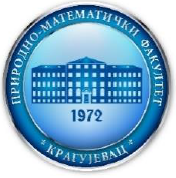 ПРИРОДНО-МАТЕМАТИЧКИ ФАКУЛТЕТ
1972
КРАГУЈЕВАЦ